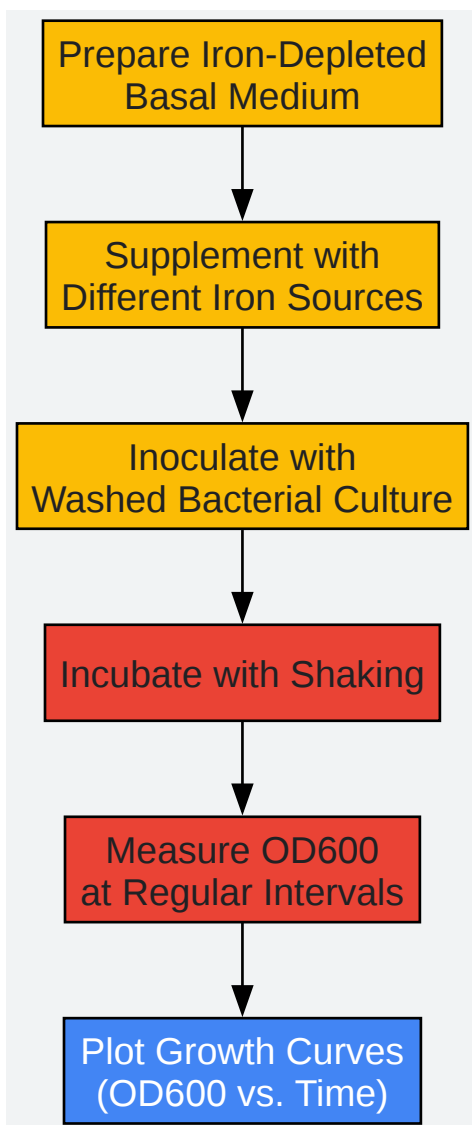 Prepare Iron-Depleted
Basal Medium
Supplement with
Different Iron Sources
Inoculate with
Washed Bacterial Culture
Incubate with Shaking
Measure OD600
at Regular Intervals
Plot Growth Curves
(OD600 vs. Time)